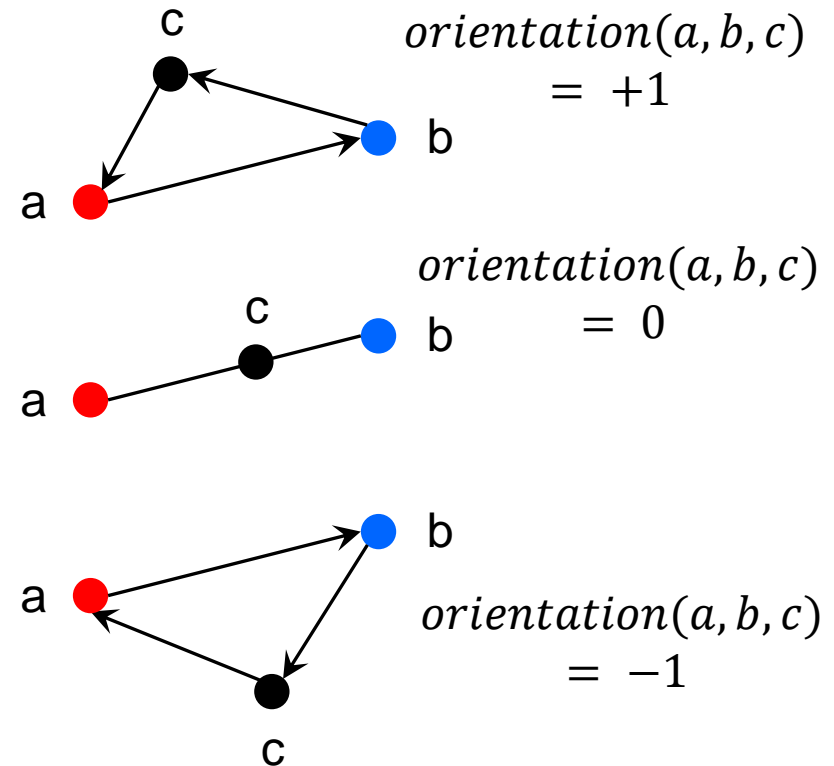 c
orientation(a, b, c)
= +1
b
a
orientation(a, b, c)
= 0
c
b
a
b
a
orientation(a, b, c)
= −1
c